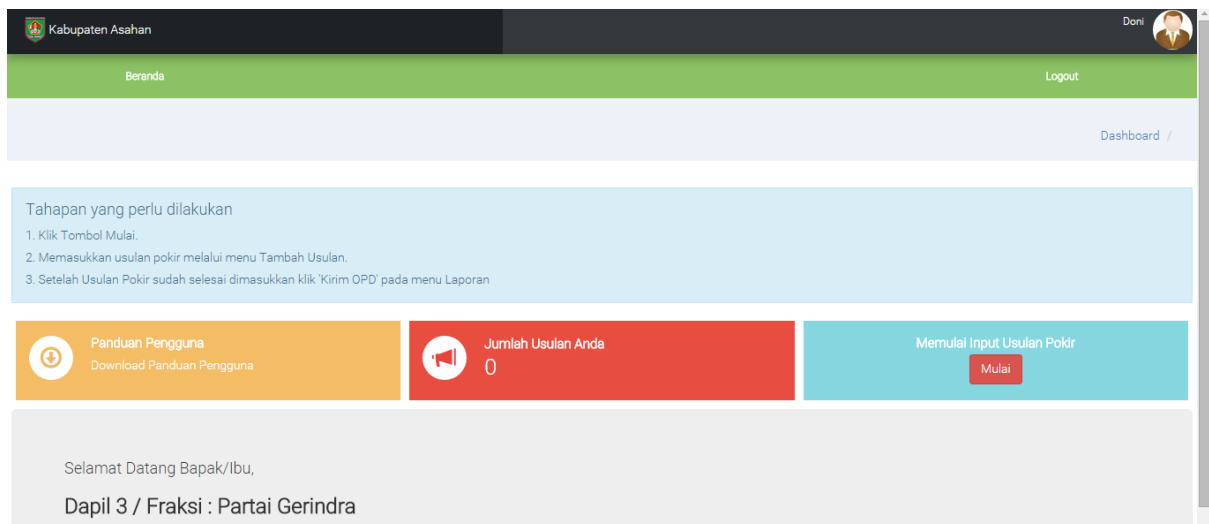 Kabupaten Asahan
Doni
Beranda
Logout
Dashboard /
Tahapan yang perlu dilakukan
1. Klik Tombol Mulai.
2. Memasukkan usulan pokir melalui menu Tambah Usulan.
3. Setelah Usulan Pokir sudah selesai dimasukkan klik 'Kirim OPD' pada menu Laporan
Panduan Pengguna
Download Panduan Pengguna
Jumlah Usulan Anda
0
Memulai Input Usulan Pokir
Mulai
Selamat Datang Bapak/Ibu,
Dapil 3 / Fraksi : Partai Gerindra